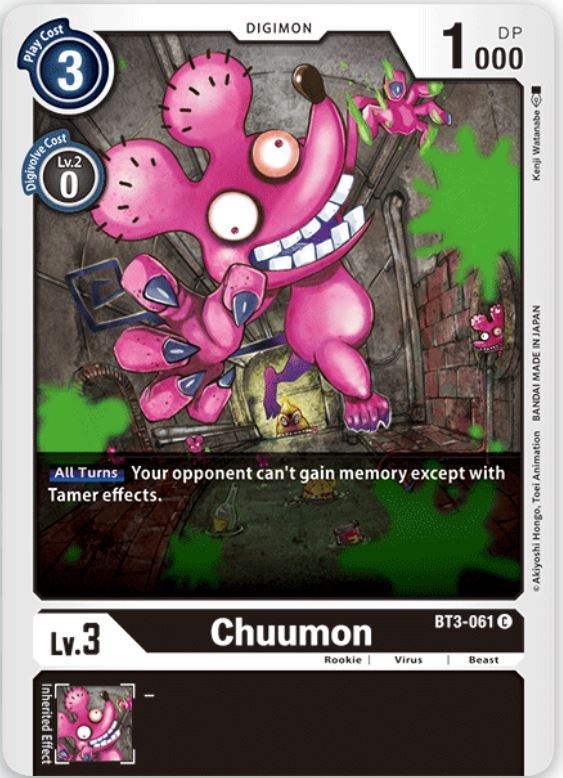 DIGIMON
Play Cost
3
DP
1000
Digivolve Cost
Lv.2
0
Kenji Watanabe
BANDAI MADE IN JAPAN
© Akiyoshi Hongo, Toei Animation
All Turns Your opponent can't gain memory except with
Tamer effects.
Lv.3
Chuumon
BT3-061 C
Rookie | Virus | Beast
Inherited Effect
–